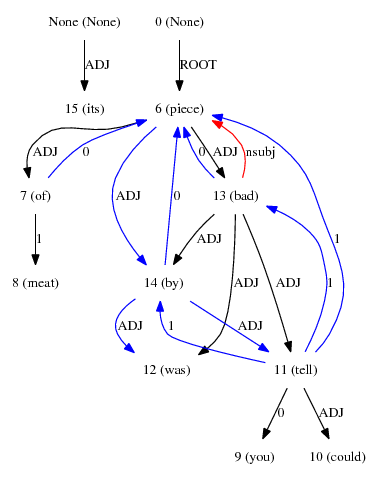 None (None) 0 (None)
ADJ ROOT
15 (its) 6 (piece)
ADJ 0 0 ADJ nsubj
7 (of) ADJ 0 13 (bad)
1 ADJ 1
8 (meat) 14 (by) ADJ ADJ 1
ADJ 1 ADJ
12 (was) 11 (tell)
0 ADJ
9 (you) 10 (could)